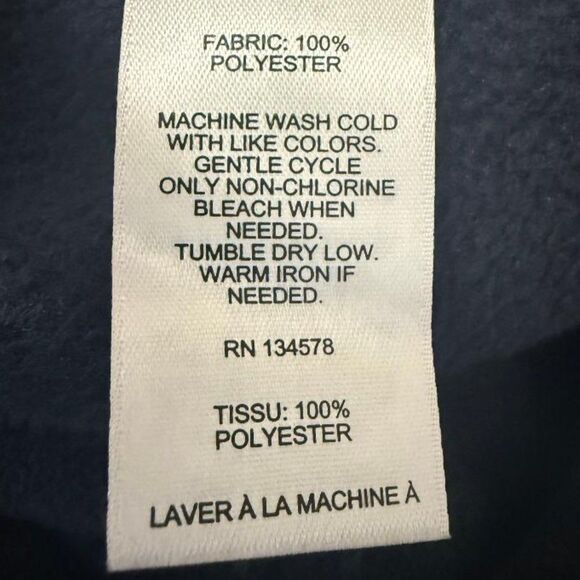 FABRIC: 100%
POLYESTER
MACHINE WASH COLD
WITH LIKE COLORS.
GENTLE CYCLE
ONLY NON-CHLORINE
BLEACH WHEN
NEEDED.
TUMBLE DRY LOW.
WARM IRON IF
NEEDED.
RN 134578
TISSU: 100%
POLYESTER
LAVER À LA MACHINE À